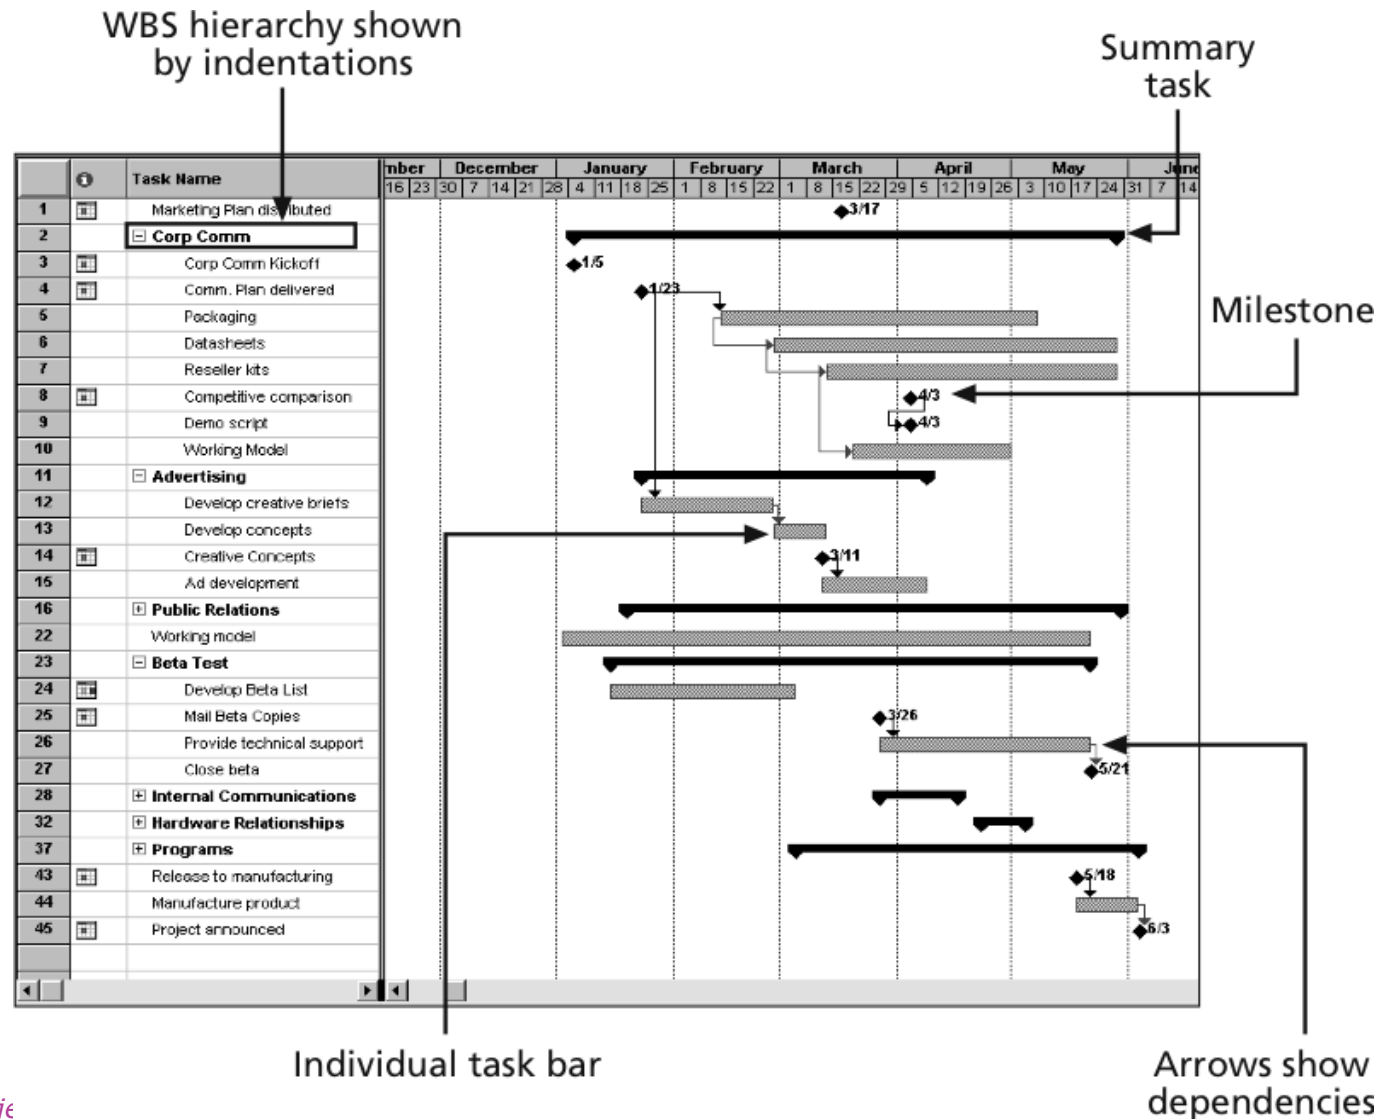 WBS hierarchy shown
by indentations
Summary
task
Task Name
mber December January February March April May June
16 23 30 7 14 21 28 4 11 18 25 1 8 15 22 1 8 15 22 29 5 12 19 26 3 10 17 24 31 7 14
1 Marketing Plan distributed 3/17
2 Corp Comm
3 Corp Comm Kickoff 1/5
4 Comm. Plan delivered 1/23
5 Packaging
6 Datasheets
7 Reseller kits
8 Competitive comparison 4/3
9 Demo script 4/3
10 Working Model
11 Advertising
12 Develop creative briefs
13 Develop concepts
14 Creative Concepts 3/11
15 Ad development
16 Public Relations
22 Working model
23 Beta Test
24 Develop Beta List
25 Mail Beta Copies 3/26
26 Provide technical support
27 Close beta 5/21
28 Internal Communications
32 Hardware Relationships
37 Programs
43 Release to manufacturing 5/18
44 Manufacture product
45 Project announced 6/3
Milestone
Individual task bar
Arrows show
dependencies